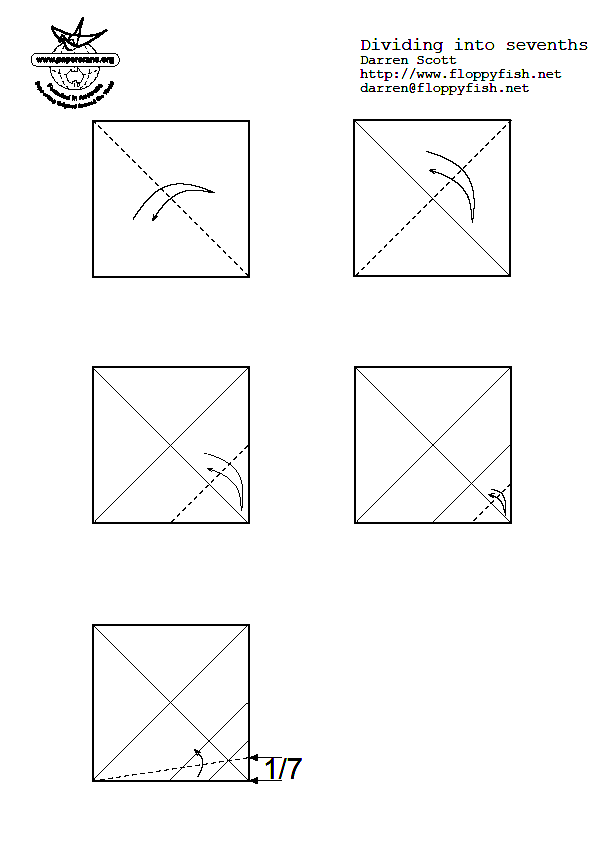 www.papercrane.org
Dividing into sevenths
Darren Scott
http://www.floppyfish.net
darren@floppyfish.net
1/7